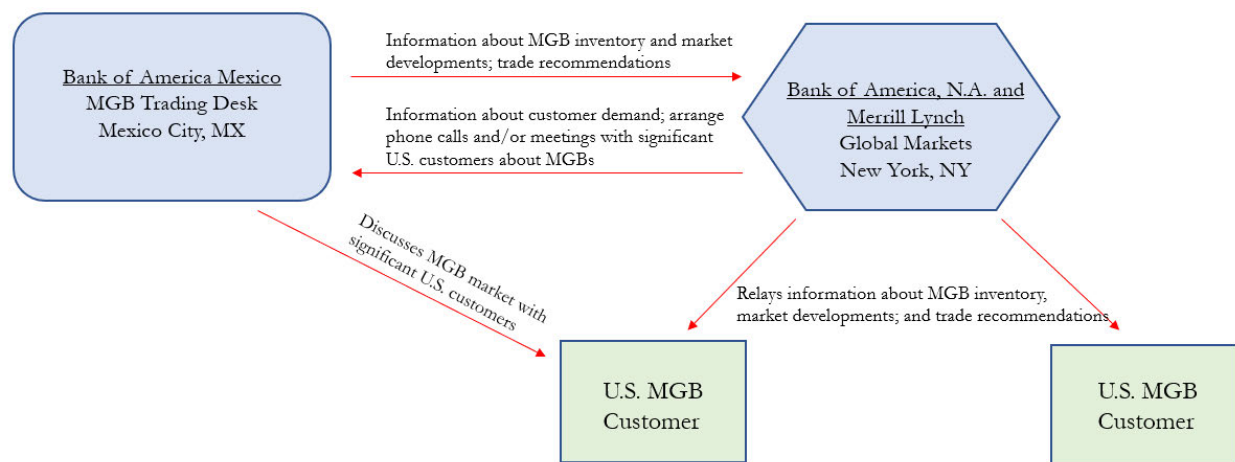 Bank of America Mexico
MGB Trading Desk
Mexico City, MX
Information about MGB inventory and market
developments; trade recommendations
Information about customer demand; arrange
phone calls and/or meetings with significant
U.S. customers about MGBs
Bank of America, N.A. and
Merrill Lynch
Global Markets
New York, NY
Discusses MGB market with
significant U.S. customers
Relays information about MGB inventory,
market developments; and trade recommendations
U.S. MGB
Customer
U.S. MGB
Customer